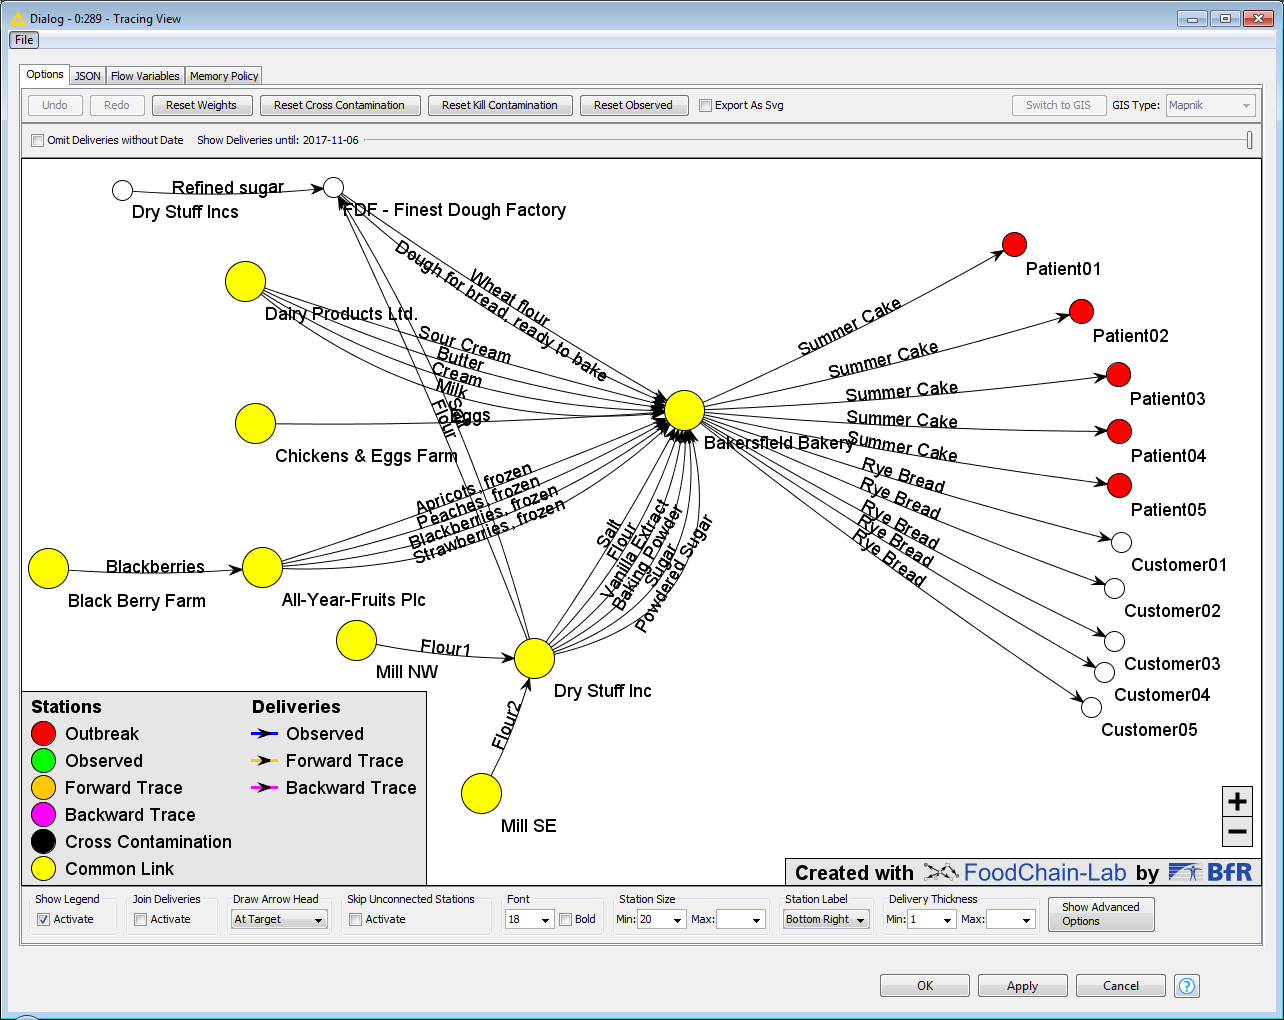 Dialog - 0:289 - Tracing View
File
Options JSON Flow Variables Memory Policy
Undo Redo Reset Weights Reset Cross Contamination Reset Kill Contamination Reset Observed Export As Svg Switch to GIS GIS Type: Mapnik
Omit Deliveries without Date Show Deliveries until: 2017-11-06
Refined sugar
Dry Stuff Incs
FDF - Finest Dough Factory
Wheat flour
Dough for bread, ready to bake
Dairy Products Ltd.
Sour Cream
Butter
Cream
Milk
Flour
Eggs
Chickens & Eggs Farm
Bakersfield Bakery
Summer Cake
Patient01
Summer Cake
Patient02
Summer Cake
Patient03
Summer Cake
Patient04
Summer Cake
Patient05
Rye Bread
Customer01
Rye Bread
Customer02
Rye Bread
Customer03
Rye Bread
Customer04
Rye Bread
Customer05
Apricots, frozen
Peaches, frozen
Blackberries, frozen
Strawberries, frozen
Blackberries
Black Berry Farm
All-Year-Fruits Plc
Salt
Flour
Vanilla Extract
Baking Powder
Sugar
Powdered Sugar
Flour1
Mill NW
Dry Stuff Inc
Flour2
Mill SE
Stations Deliveries
Outbreak Observed
Observed Forward Trace
Forward Trace Backward Trace
Backward Trace
Cross Contamination
Common Link
+
−
Created with FoodChain-Lab by BfR
Show Legend Join Deliveries Draw Arrow Head Skip Unconnected Stations Font Station Size Station Label Delivery Thickness
Activate Activate At Target Activate 18 Bold Min: 20 Max: Bottom Right Min: 1 Max: Show Advanced
Options
OK Apply Cancel ?